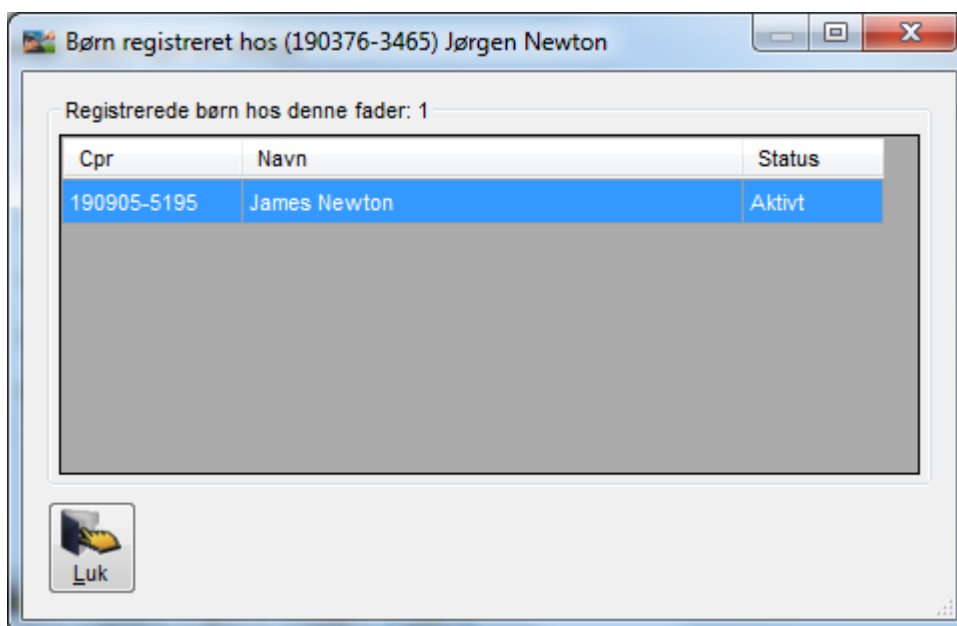 Børn registreret hos (190376-3465) Jørgen Newton
Registrerede børn hos denne fader: 1
Cpr Navn Status
190905-5195 James Newton Aktivt
Luk